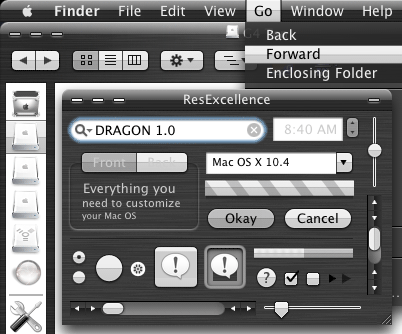 Finder File Edit View Go Window Help
Back
Forward
Enclosing Folder
ResExcellence
DRAGON 1.0
8:40 AM
Front Back
Mac OS X 10.4
Everything you
need to customize
your Mac OS
Okay Cancel
?